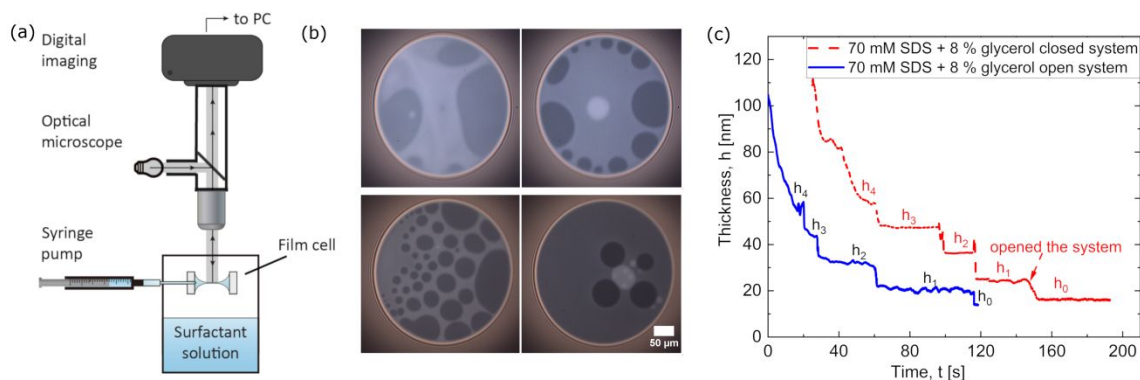 (a)
to PC
Digital
imaging
Optical
microscope
Syringe
pump
Film cell
Surfactant
solution
(b)
50 µm
(c)
70 mM SDS + 8 % glycerol closed system
70 mM SDS + 8 % glycerol open system
Thickness, h [nm]
120
100
80
60
40
20
0
h₄
h₃
h₂
h₁
opened the system
h₀
h₄
h₃
h₂
h₁
h₀
0 40 80 120 160 200
Time, t [s]